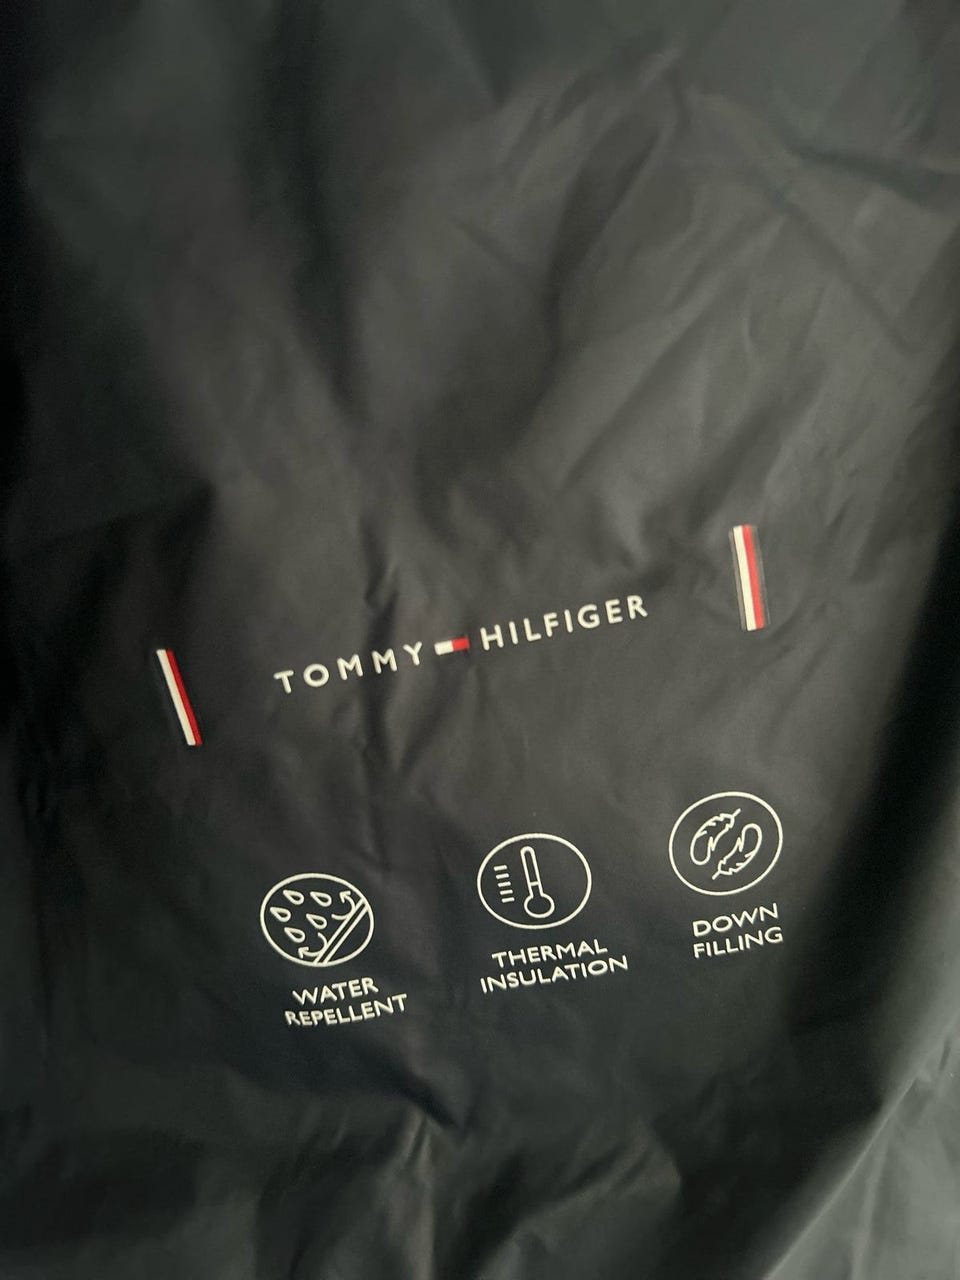 TOMMY HILFIGER
WATER
REPELLENT
THERMAL
INSULATION
DOWN
FILLING